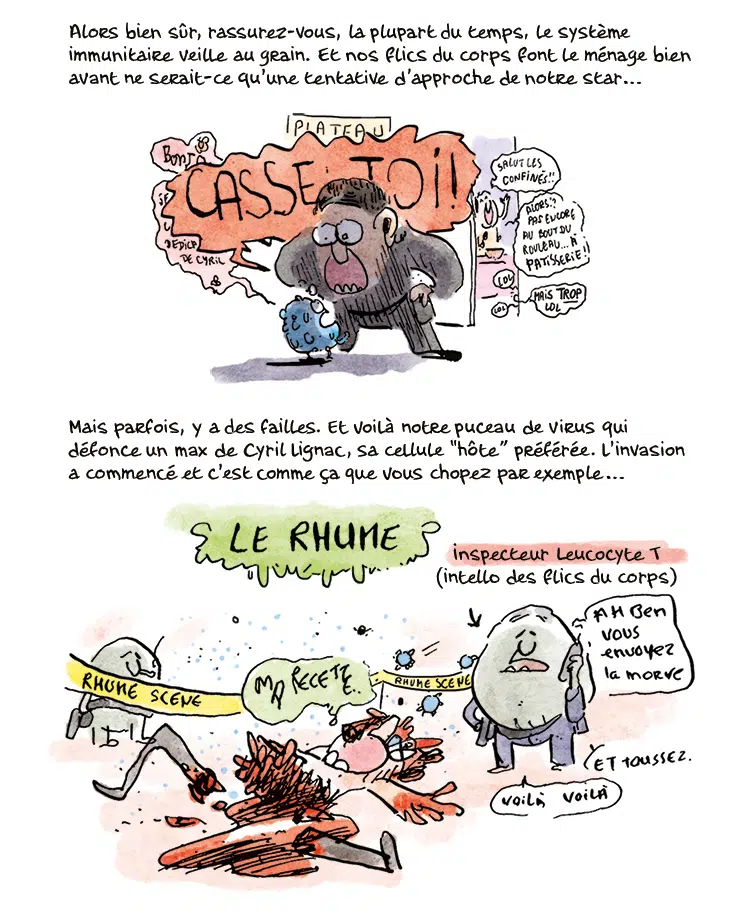 Alors bien sûr, rassurez-vous, la plupart du temps, le système
immunitaire veille au grain. Et nos flics du corps font le ménage bien
avant ne serait-ce qu'une tentative d'approche de notre star...
PLATEAU
CASSE TOI!
DEDICA
DE CYRIL
SALUT LES
CONFINÉS!!
ALORS!?
PAS ENCORE
AU BOUT DU
ROULEAU... À
PATISSERIE!!
LOL
LOL
MAIS TROP
LOL
Mais parfois, y a des failles. Et voilà notre puceau de virus qui
défonce un max de Cyril Lignac, sa cellule "hôte" préférée. L'invasion
a commencé et c'est comme ça que vous chopez par exemple...
LE RHUME
inspecteur Leucocyte T
(intello des flics du corps)
AH Ben
vous
envoyez
la morve
RHUME SCENE
MA RECETE..
RHUME SCENE
ET TOUSSEZ.
VOILÀ VOILÀ